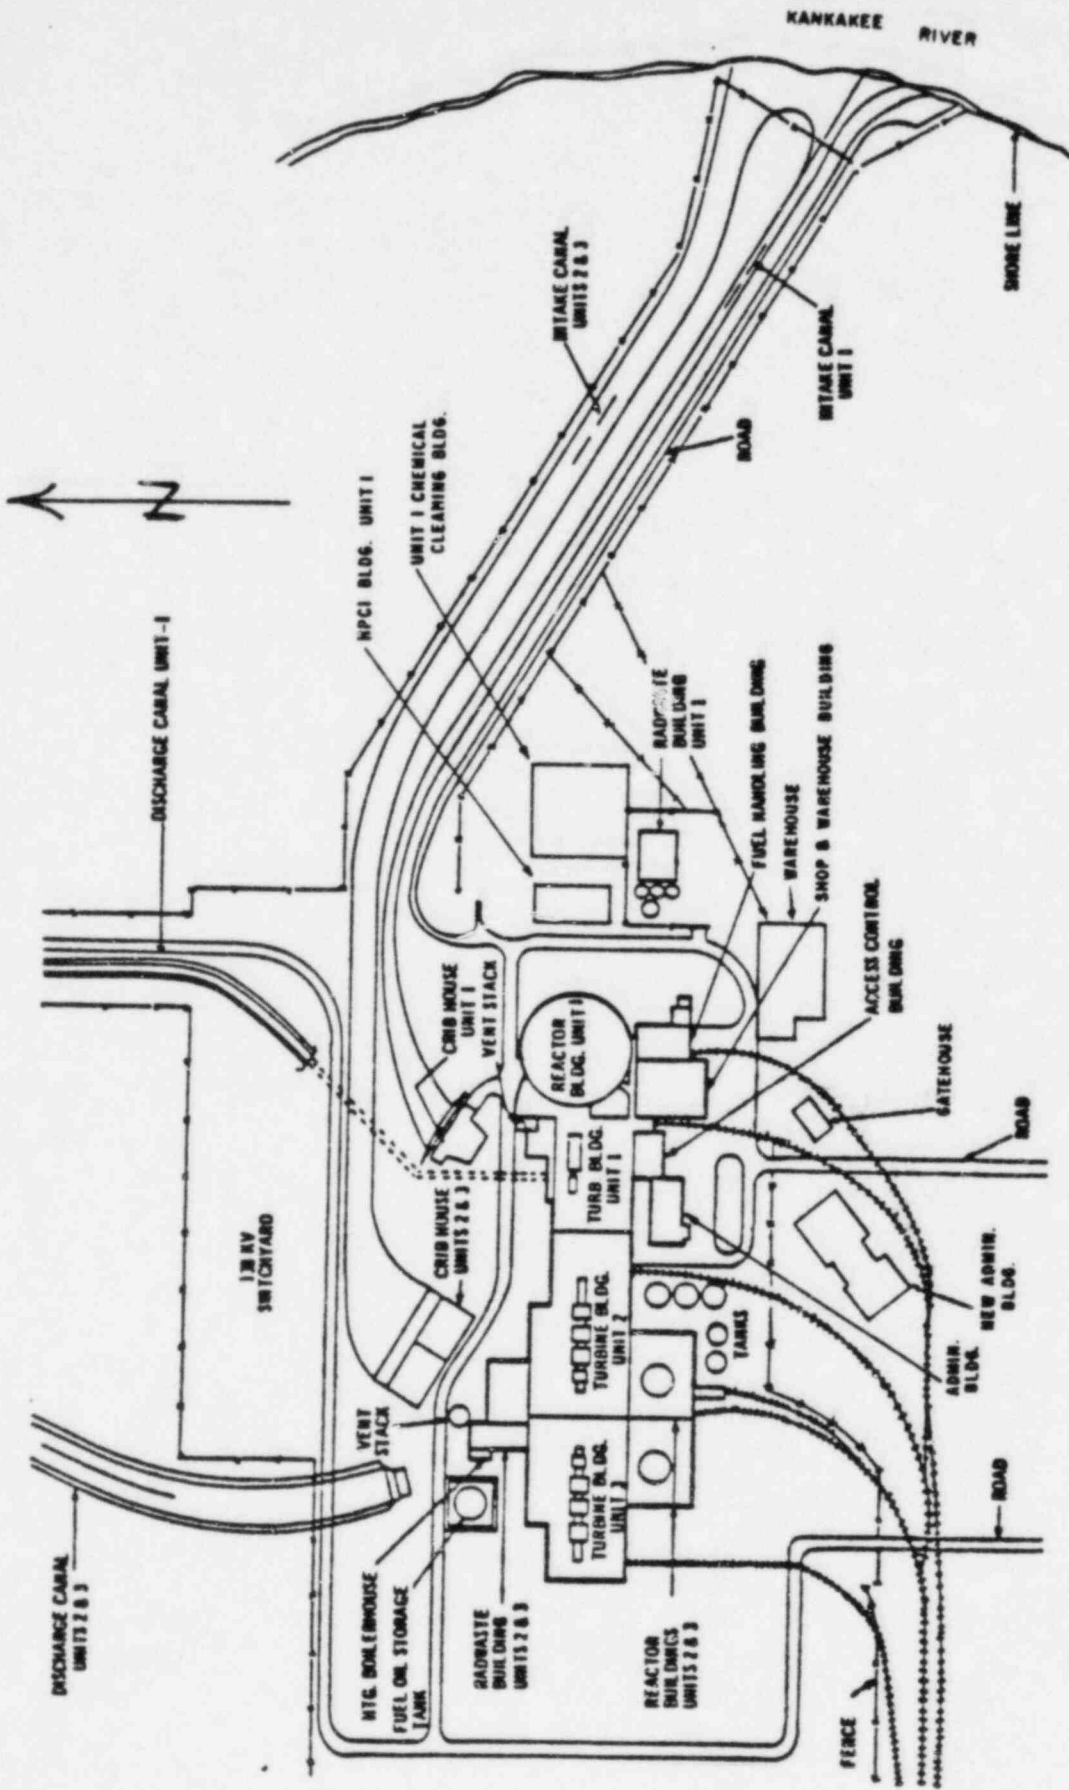 KANKAKEE RIVER
N
SHORE LINE
INTAKE CANAL
UNITS 2 & 3
INTAKE CANAL
UNIT 1
ROAD
UNIT 1 CHEMICAL
CLEANING BLDG.
HPCI BLDG. UNIT 1
DISCHARGE CANAL UNIT-1
BUILDING
UNIT 1
FUEL HANDLING BUILDING
WAREHOUSE
SHOP & WAREHOUSE BUILDING
ACCESS CONTROL
BUILDING
GATEHOUSE
ROAD
CRIB HOUSE
UNIT 1
VENT STACK
REACTOR
BLDG. UNIT 1
TURB BLDG.
UNIT 1
CRIB HOUSE
UNITS 2 & 3
138 KV
SWITCHYARD
TURBINE BLDG.
UNIT 2
TANKS
NEW ADMIN.
BLDG.
ADMIN.
BLDG.
VENT
STACK
TURBINE BLDG.
UNIT 3
ROAD
DISCHARGE CANAL
UNITS 2 & 3
HTG. BOILERHOUSE
FUEL OIL STORAGE
TANK
RADWASTE
BUILDING
UNITS 2 & 3
REACTOR
BUILDINGS
UNITS 2 & 3
FENCE